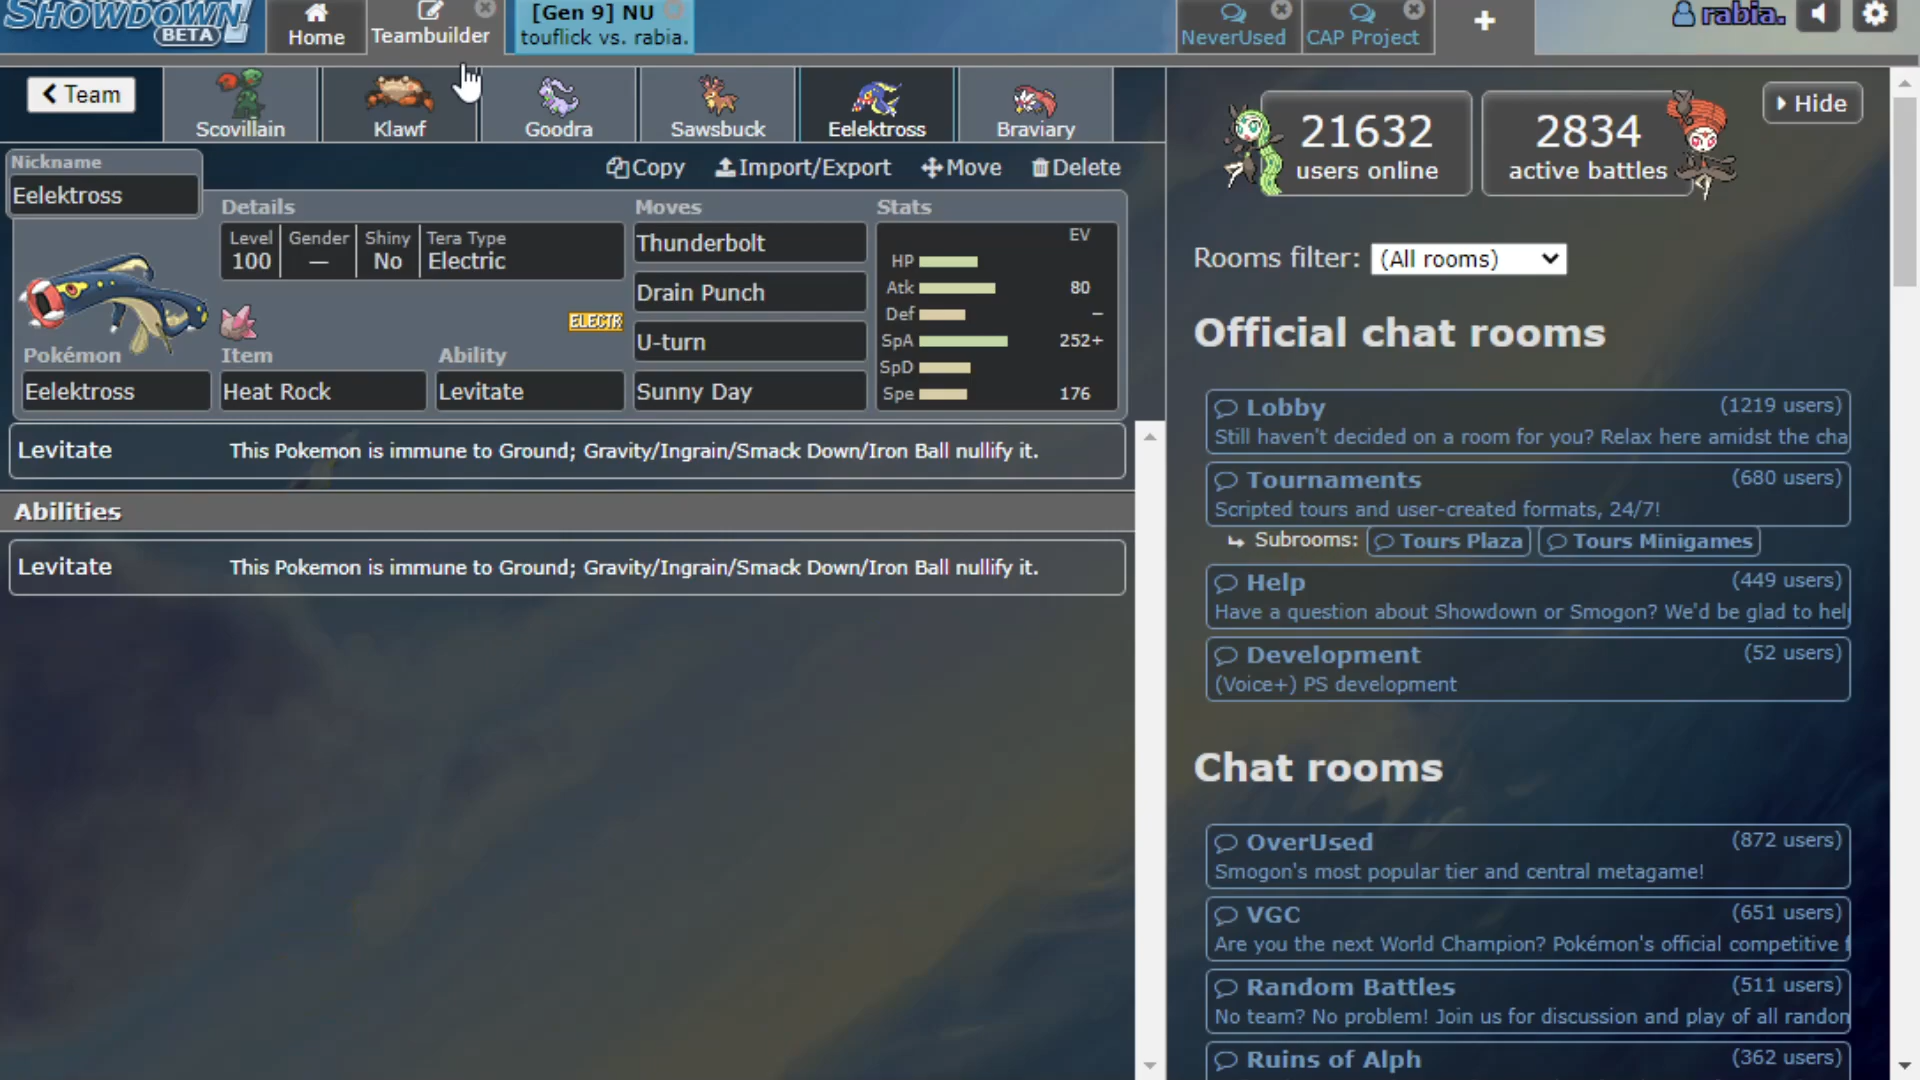 SHOWDOWN!
BETA
Home
Teambuilder
[Gen 9] NU
touflick vs. rabia.
NeverUsed
CAP Project
rabia.
Team
Scovillain
Klawf
Goodra
Sawsbuck
Eelektross
Braviary
Nickname
Eelektross
Copy
Import/Export
Move
Delete
Details
Level
100
Gender
—
Shiny
No
Tera Type
Electric
ELECTR
Pokémon
Eelektross
Item
Heat Rock
Ability
Levitate
Moves
Thunderbolt
Drain Punch
U-turn
Sunny Day
Stats
EV
HP
Atk 80
Def –
SpA 252+
SpD
Spe 176
Levitate This Pokemon is immune to Ground; Gravity/Ingrain/Smack Down/Iron Ball nullify it.
Abilities
Levitate This Pokemon is immune to Ground; Gravity/Ingrain/Smack Down/Iron Ball nullify it.
21632
users online
2834
active battles
Hide
Rooms filter: (All rooms)
Official chat rooms
Lobby (1219 users)
Still haven't decided on a room for you? Relax here amidst the cha
Tournaments (680 users)
Scripted tours and user-created formats, 24/7!
Subrooms: Tours Plaza Tours Minigames
Help (449 users)
Have a question about Showdown or Smogon? We'd be glad to hel
Development (52 users)
(Voice+) PS development
Chat rooms
OverUsed (872 users)
Smogon's most popular tier and central metagame!
VGC (651 users)
Are you the next World Champion? Pokémon's official competitive f
Random Battles (511 users)
No team? No problem! Join us for discussion and play of all randon
Ruins of Alph (362 users)